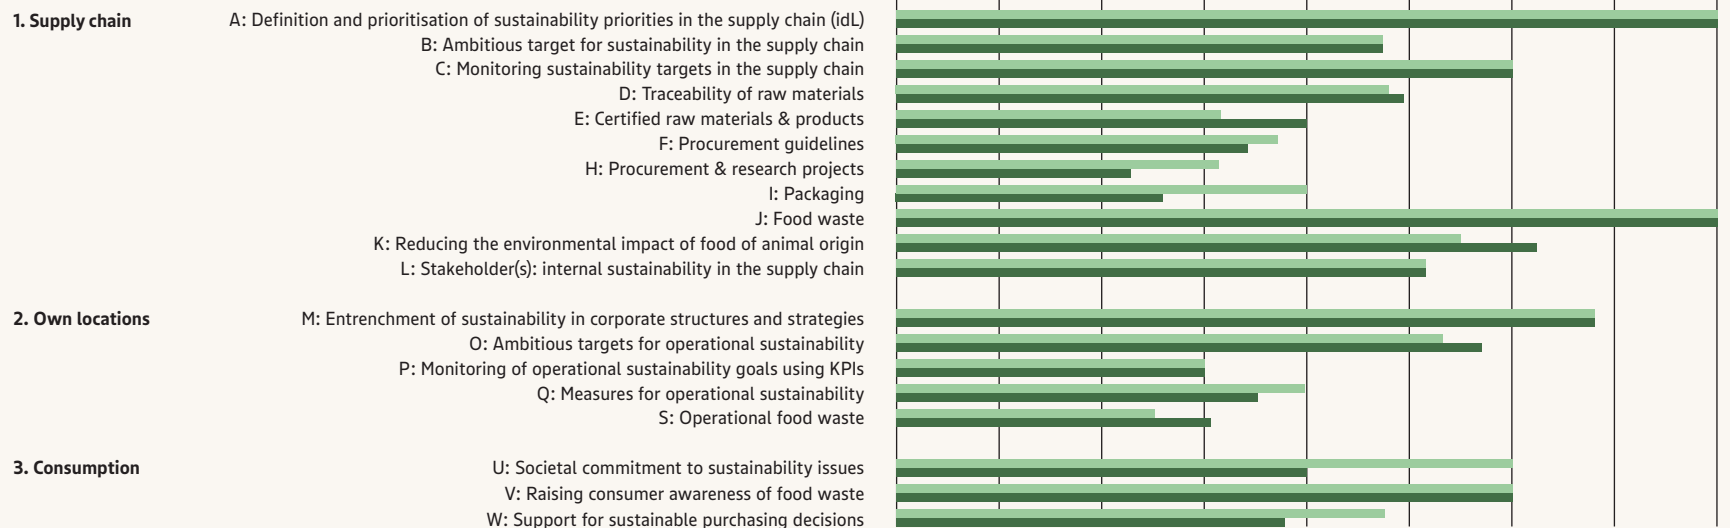 1. Supply chain
A: Definition and prioritisation of sustainability priorities in the supply chain (idL)
B: Ambitious target for sustainability in the supply chain
C: Monitoring sustainability targets in the supply chain
D: Traceability of raw materials
E: Certified raw materials & products
F: Procurement guidelines
H: Procurement & research projects
I: Packaging
J: Food waste
K: Reducing the environmental impact of food of animal origin
L: Stakeholder(s): internal sustainability in the supply chain
2. Own locations
M: Entrenchment of sustainability in corporate structures and strategies
O: Ambitious targets for operational sustainability
P: Monitoring of operational sustainability goals using KPIs
Q: Measures for operational sustainability
S: Operational food waste
3. Consumption
U: Societal commitment to sustainability issues
V: Raising consumer awareness of food waste
W: Support for sustainable purchasing decisions